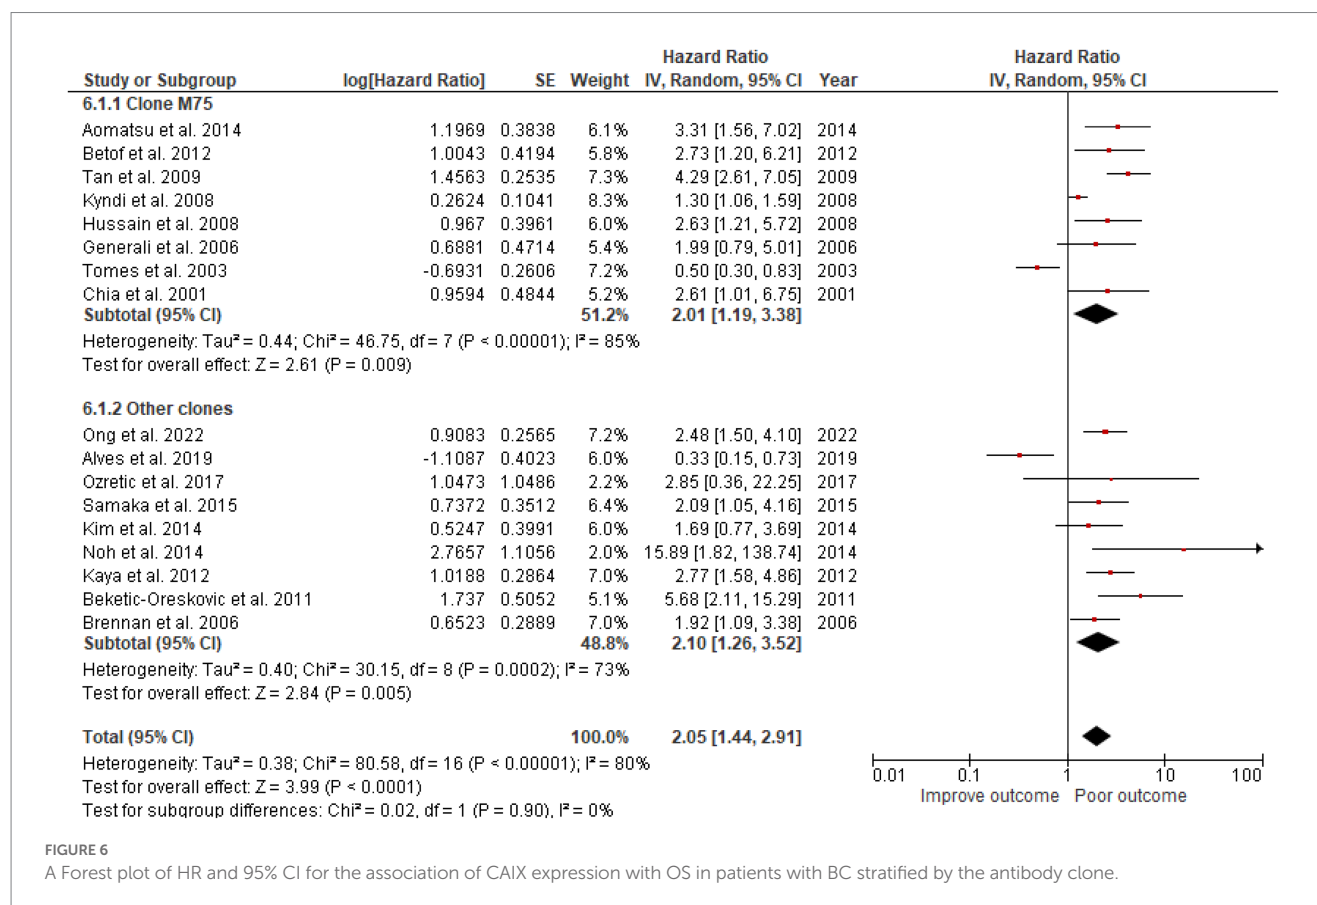 Hazard Ratio Hazard Ratio
Study or Subgroup log[Hazard Ratio] SE Weight IV, Random, 95% CI Year IV, Random, 95% CI
6.1.1 Clone M75
Aomatsu et al. 2014 1.1969 0.3838 6.1% 3.31 [1.56, 7.02] 2014
Betof et al. 2012 1.0043 0.4194 5.8% 2.73 [1.20, 6.21] 2012
Tan et al. 2009 1.4563 0.2535 7.3% 4.29 [2.61, 7.05] 2009
Kyndi et al. 2008 0.2624 0.1041 8.3% 1.30 [1.06, 1.59] 2008
Hussain et al. 2008 0.967 0.3961 6.0% 2.63 [1.21, 5.72] 2008
Generali et al. 2006 0.6881 0.4714 5.4% 1.99 [0.79, 5.01] 2006
Tomes et al. 2003 -0.6931 0.2606 7.2% 0.50 [0.30, 0.83] 2003
Chia et al. 2001 0.9594 0.4844 5.2% 2.61 [1.01, 6.75] 2001
Subtotal (95% CI) 51.2% 2.01 [1.19, 3.38]
Heterogeneity: Tau² = 0.44; Chi² = 46.75, df = 7 (P < 0.00001); I² = 85%
Test for overall effect: Z = 2.61 (P = 0.009)
6.1.2 Other clones
Ong et al. 2022 0.9083 0.2565 7.2% 2.48 [1.50, 4.10] 2022
Alves et al. 2019 -1.1087 0.4023 6.0% 0.33 [0.15, 0.73] 2019
Ozretic et al. 2017 1.0473 1.0486 2.2% 2.85 [0.36, 22.25] 2017
Samaka et al. 2015 0.7372 0.3512 6.4% 2.09 [1.05, 4.16] 2015
Kim et al. 2014 0.5247 0.3991 6.0% 1.69 [0.77, 3.69] 2014
Noh et al. 2014 2.7657 1.1056 2.0% 15.89 [1.82, 138.74] 2014
Kaya et al. 2012 1.0188 0.2864 7.0% 2.77 [1.58, 4.86] 2012
Beketic-Oreskovic et al. 2011 1.737 0.5052 5.1% 5.68 [2.11, 15.29] 2011
Brennan et al. 2006 0.6523 0.2889 7.0% 1.92 [1.09, 3.38] 2006
Subtotal (95% CI) 48.8% 2.10 [1.26, 3.52]
Heterogeneity: Tau² = 0.40; Chi² = 30.15, df = 8 (P = 0.0002); I² = 73%
Test for overall effect: Z = 2.84 (P = 0.005)
Total (95% CI) 100.0% 2.05 [1.44, 2.91]
Heterogeneity: Tau² = 0.38; Chi² = 80.58, df = 16 (P < 0.00001); I² = 80%
Test for overall effect: Z = 3.99 (P < 0.0001)
Test for subgroup differences: Chi² = 0.02, df = 1 (P = 0.90), I² = 0%
0.01 0.1 1 10 100
Improve outcome Poor outcome
FIGURE 6
A Forest plot of HR and 95% CI for the association of CAIX expression with OS in patients with BC stratified by the antibody clone.